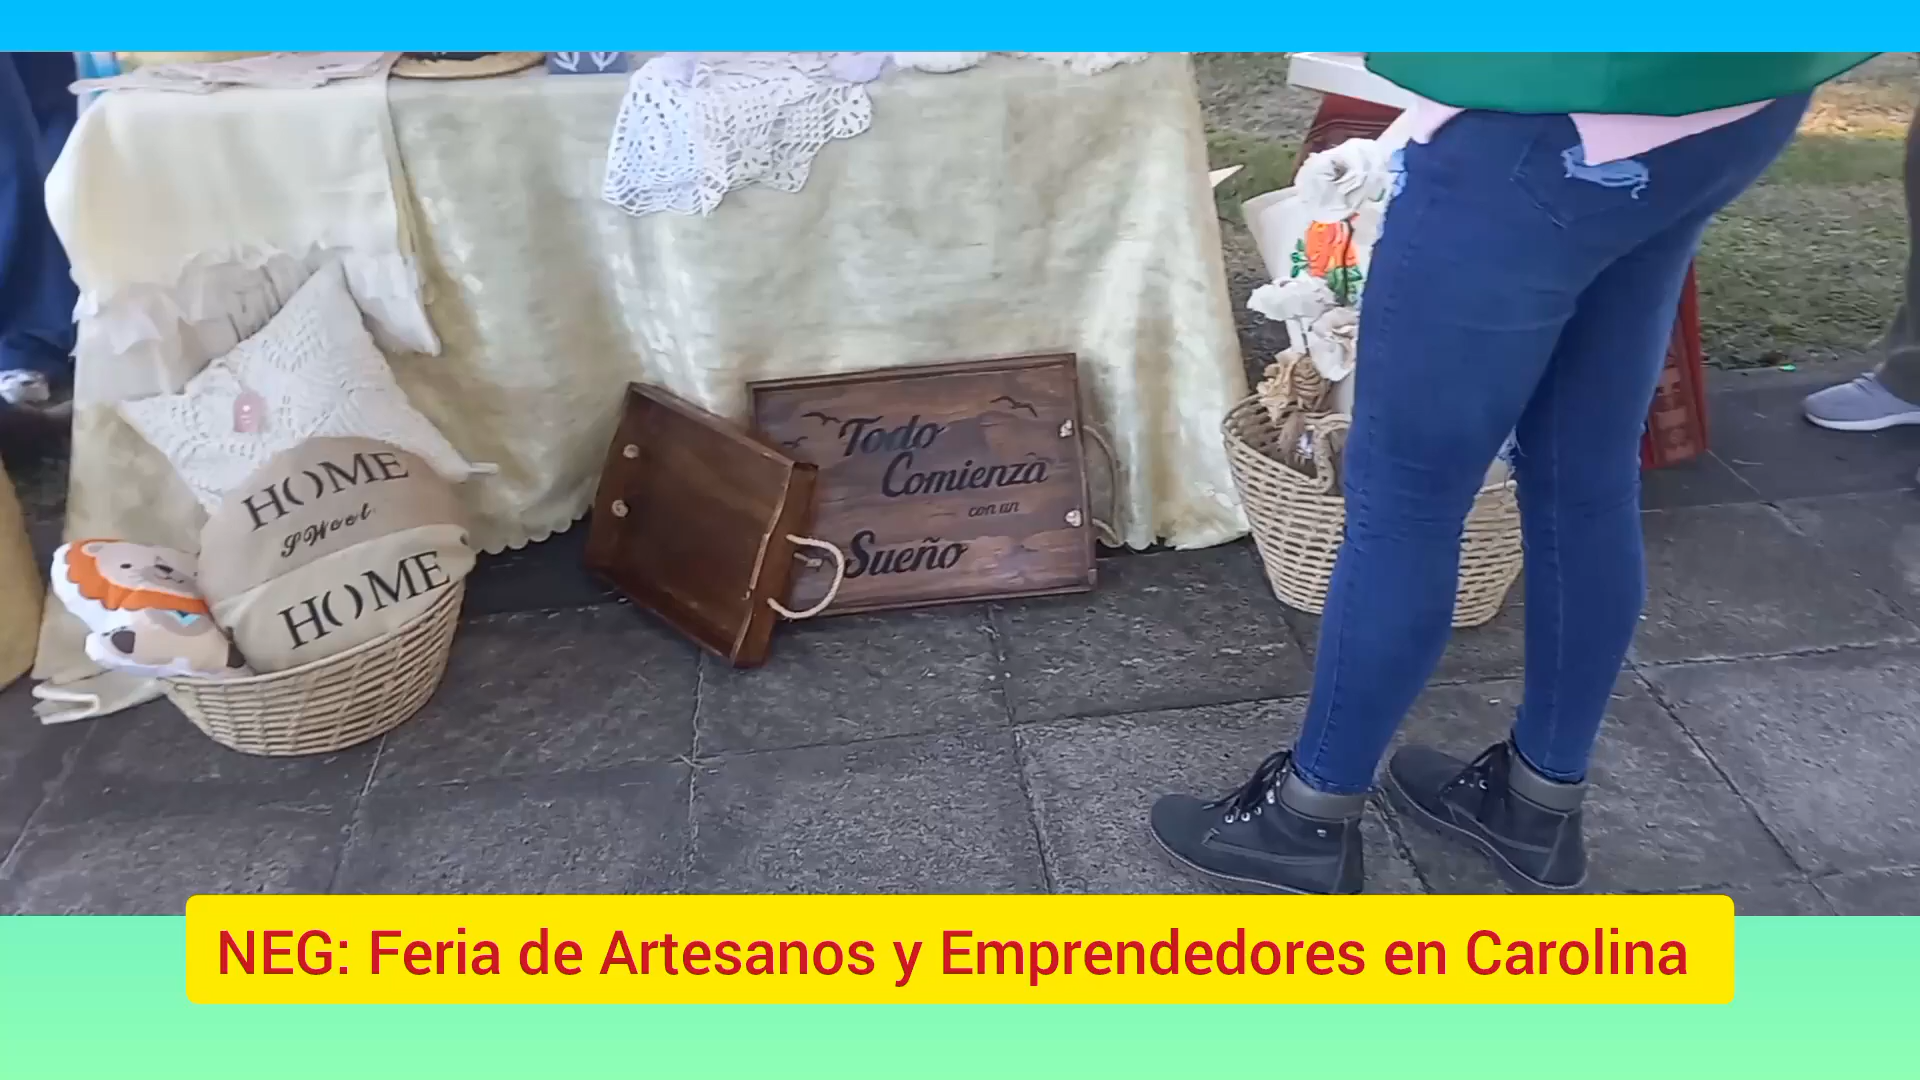 HOME
SWeet
HOME
Todo
Comienza
con un
Sueño
NEG: Feria de Artesanos y Emprendedores en Carolina